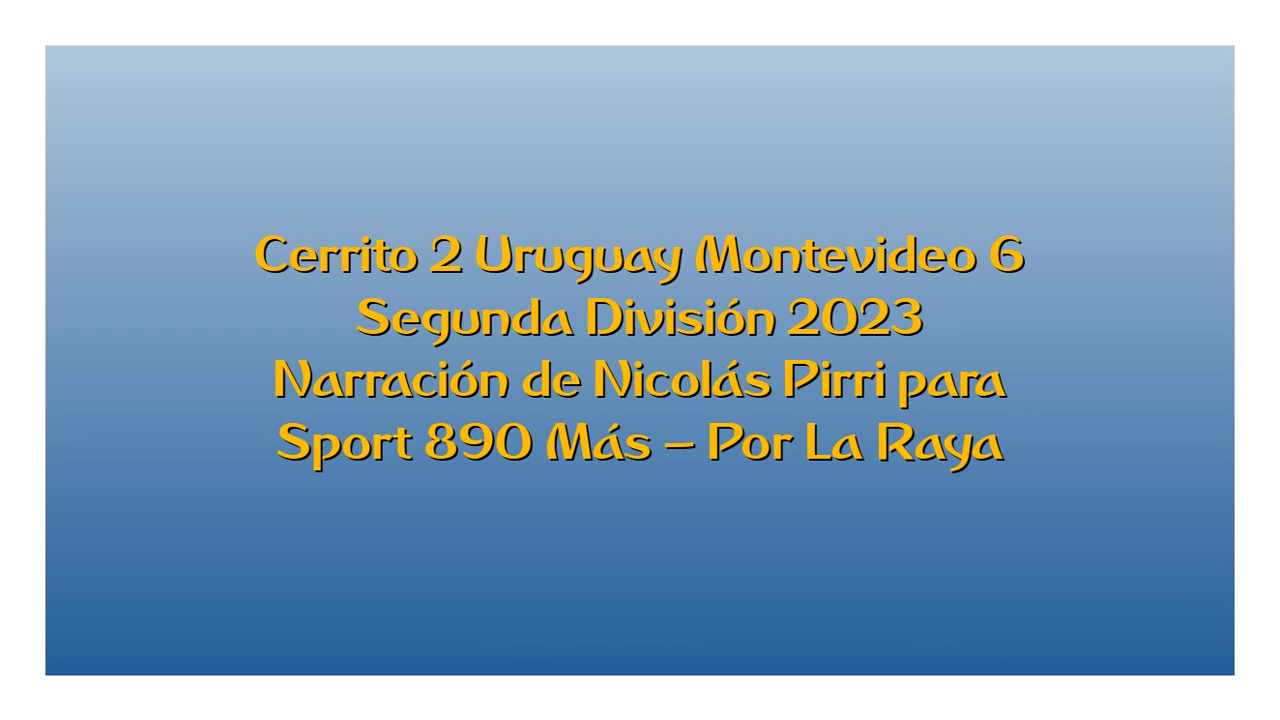 Cerrito 2 Uruguay Montevideo 6
Segunda División 2023
Narración de Nicolás Pirri para
Sport 890 Más – Por La Raya